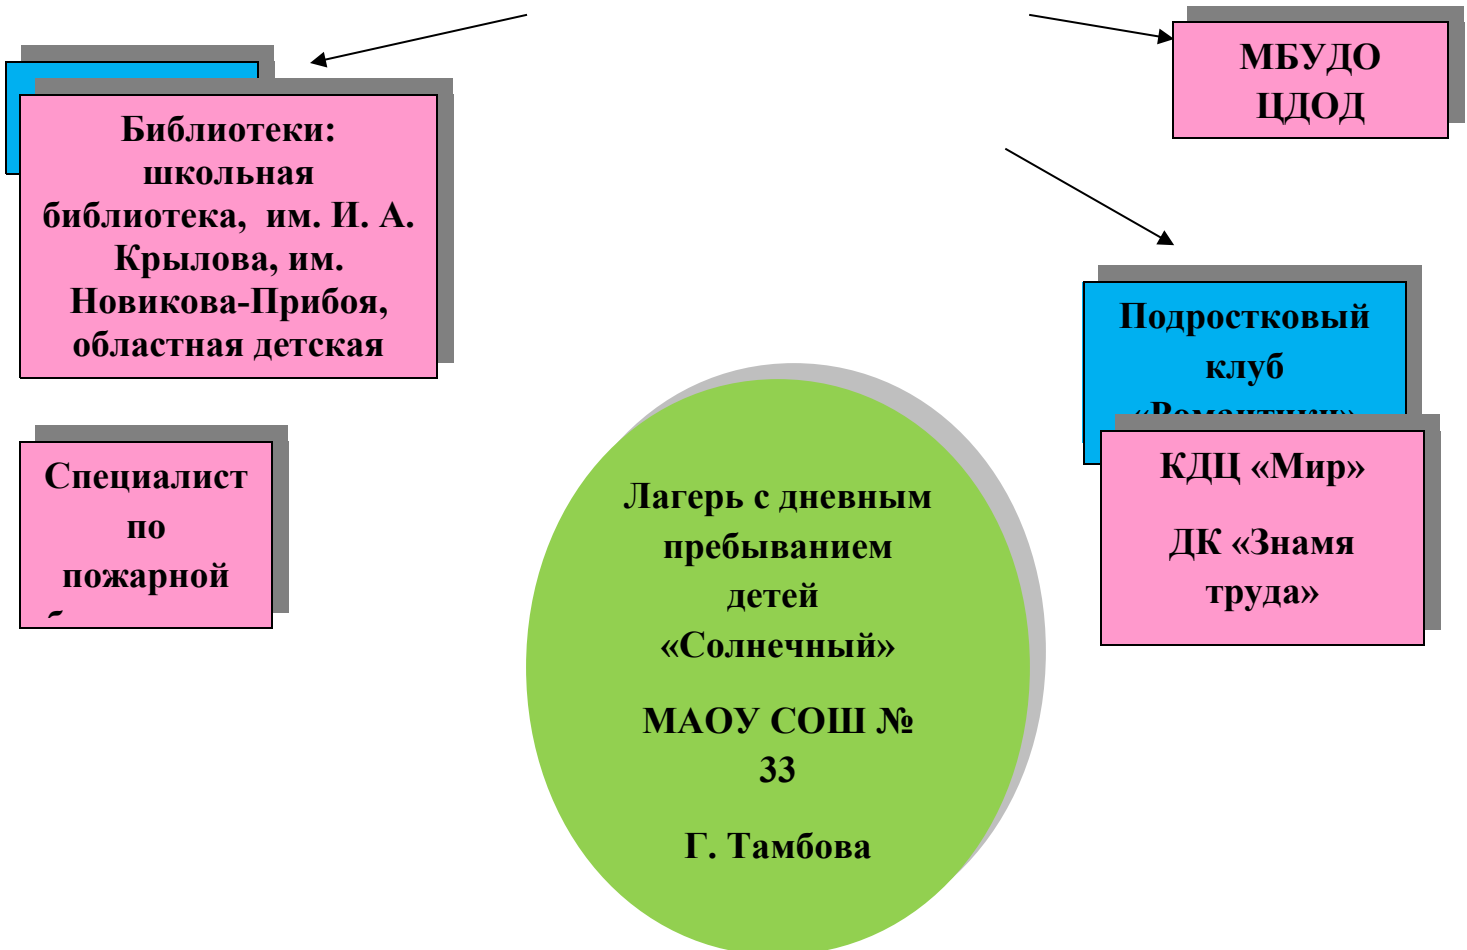 МБУДО
ЦДОД
Библиотеки:
школьная
библиотека, им. И. А.
Крылова, им.
Новикова-Прибоя,
областная детская
Подростковый
клуб
«Романтики»
КДЦ «Мир»
ДК «Знамя
труда»
Специалист
по
пожарной
Лагерь с дневным
пребыванием
детей
«Солнечный»
МАОУ СОШ №
33
Г. Тамбова